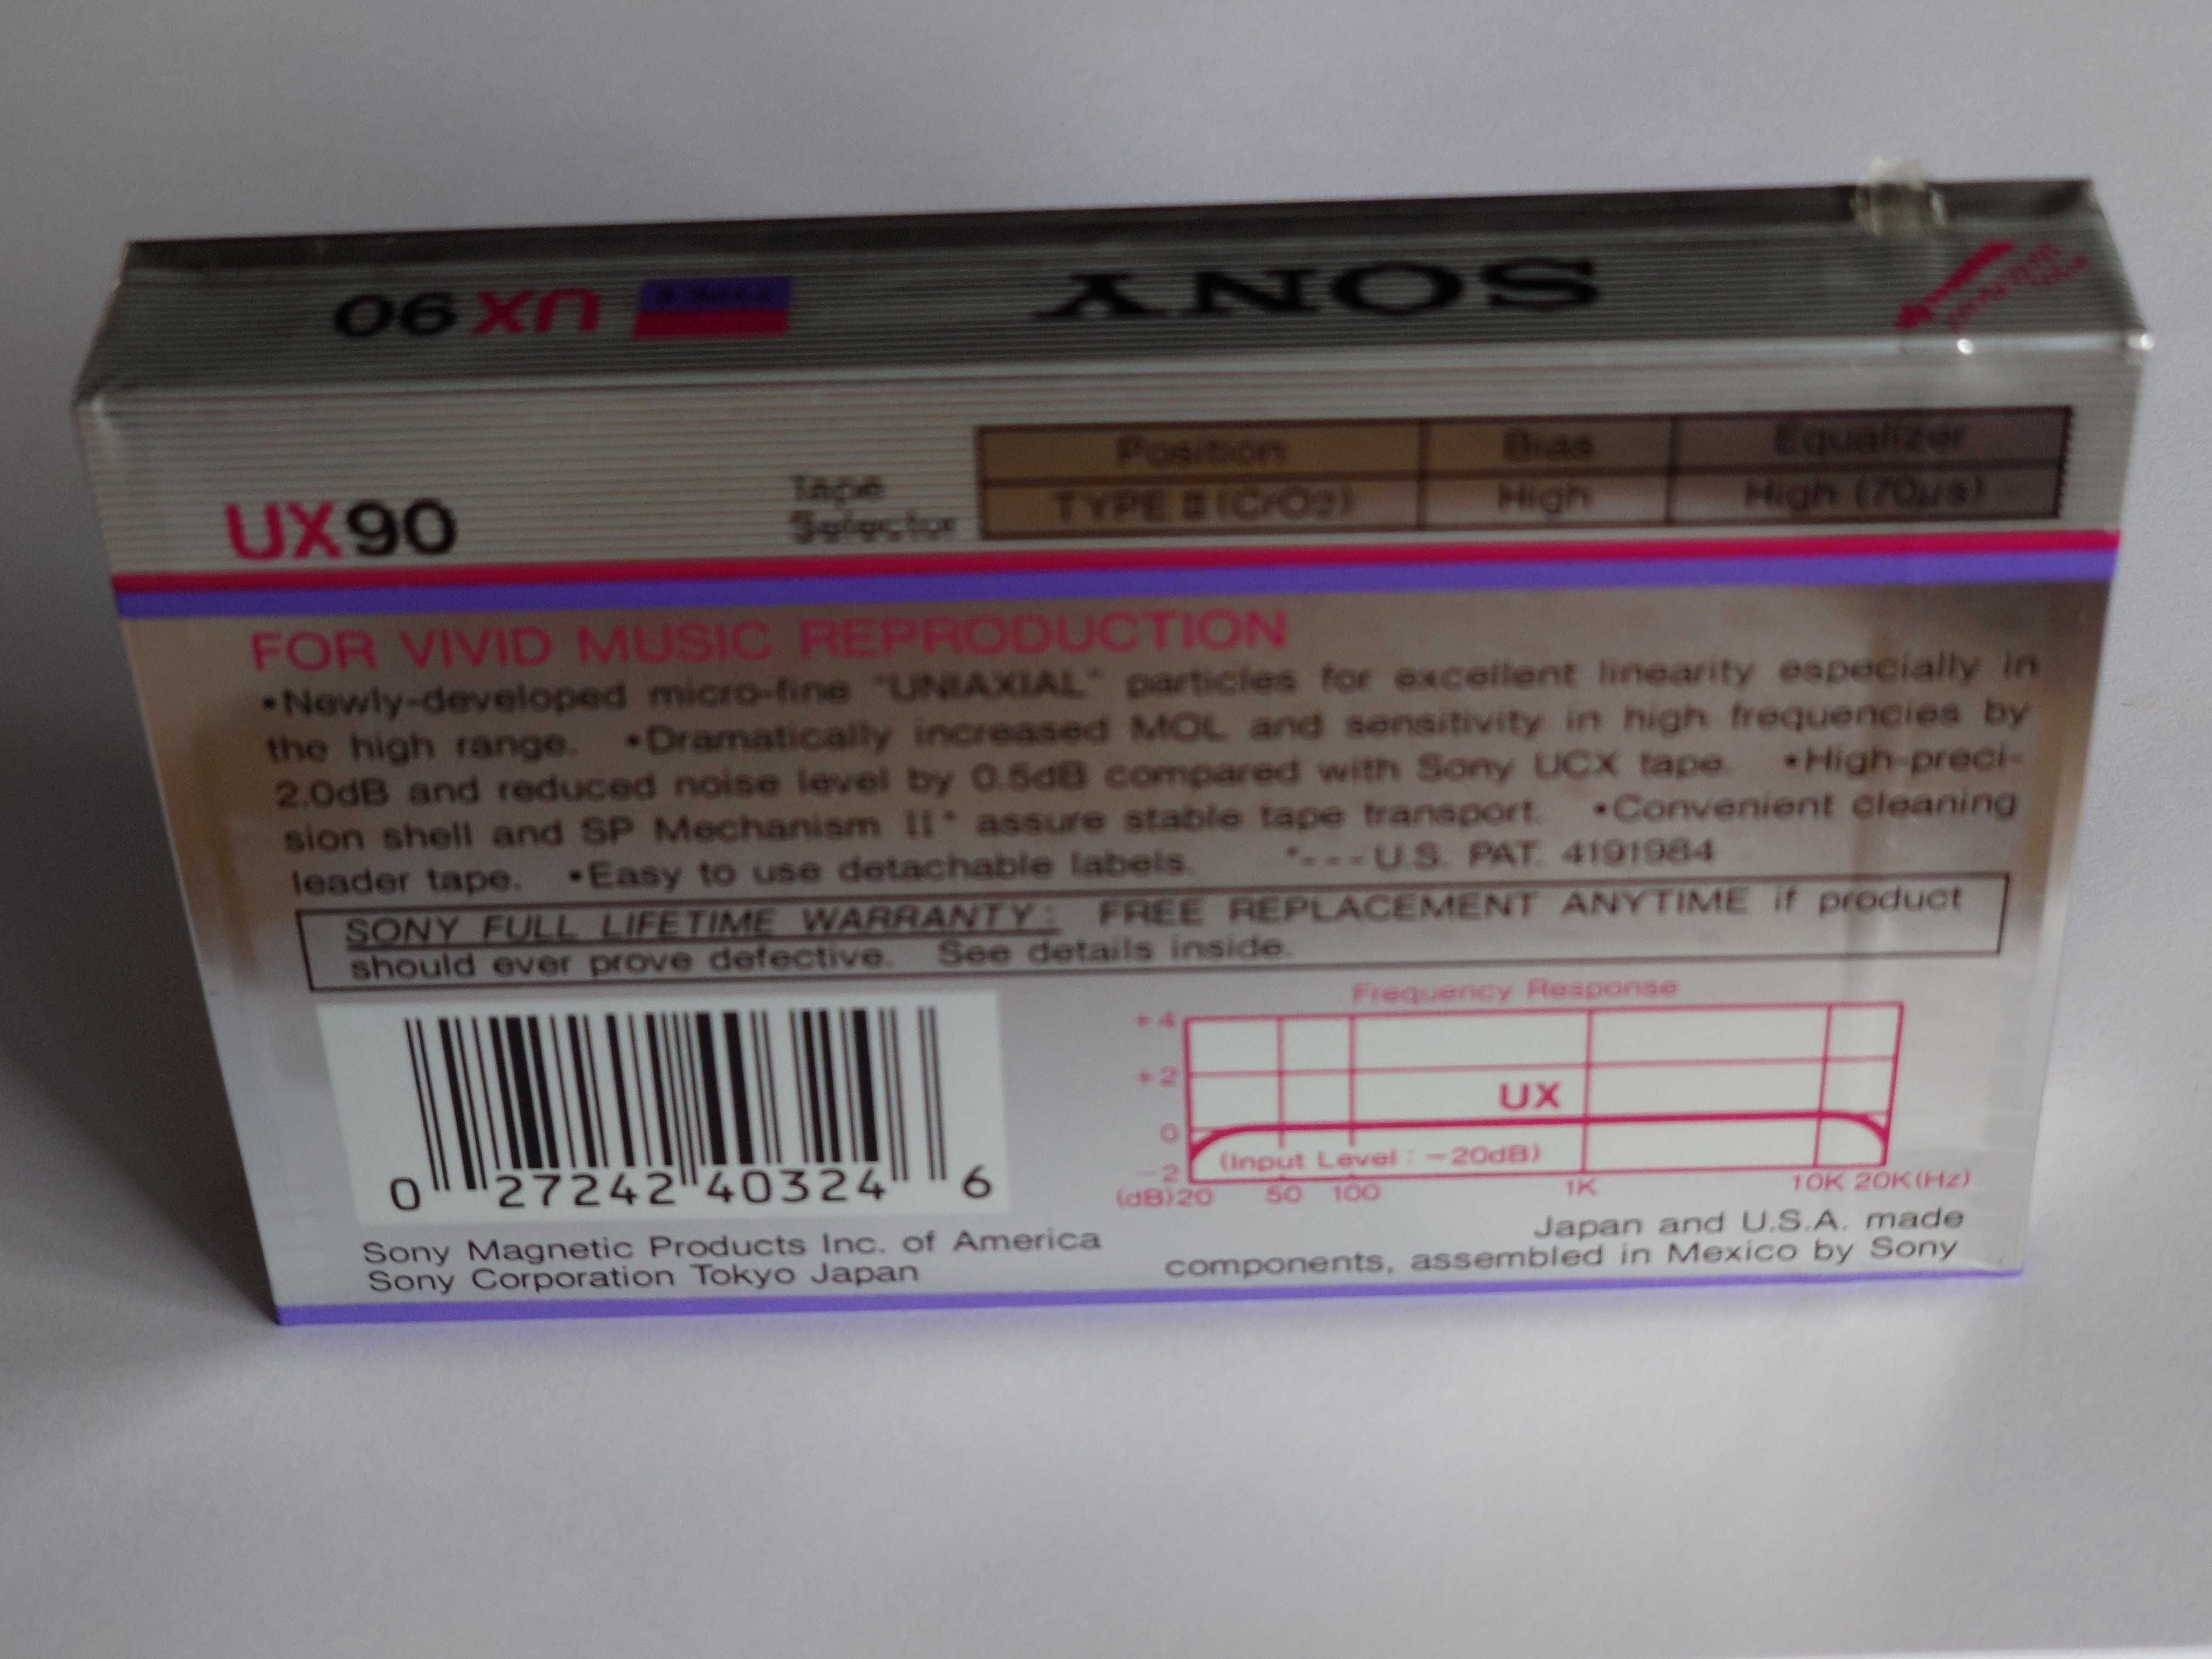 SONY
TYPE II
UX 90
UX90
Tape
Selector
Position Bias Equalizer
TYPE II (CrO2) High High (70μs)
FOR VIVID MUSIC REPRODUCTION
•Newly-developed micro-fine "UNIAXIAL" particles for excellent linearity especially in
the high range. •Dramatically increased MOL and sensitivity in high frequencies by
2.0dB and reduced noise level by 0.5dB compared with Sony UCX tape. •High-preci-
sion shell and SP Mechanism II* assure stable tape transport. •Convenient cleaning
leader tape. •Easy to use detachable labels. *---U.S. PAT. 4191984
SONY FULL LIFETIME WARRANTY: FREE REPLACEMENT ANYTIME if product
should ever prove defective. See details inside.
Frequency Response
+4
+2
0
-2
UX
(Input Level : -20dB)
(dB) 20 50 100 1K 10K 20K(Hz)
0 27242 40324 6
Sony Magnetic Products Inc. of America
Sony Corporation Tokyo Japan
Japan and U.S.A. made
components, assembled in Mexico by Sony